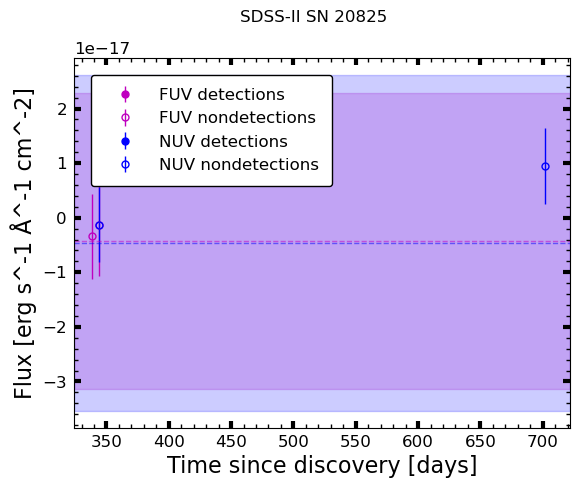 SDSS-II SN 20825
1e−17
FUV detections
FUV nondetections
NUV detections
NUV nondetections
2
1
0
−1
−2
−3
Flux [erg s^-1 Å^-1 cm^-2]
350 400 450 500 550 600 650 700
Time since discovery [days]